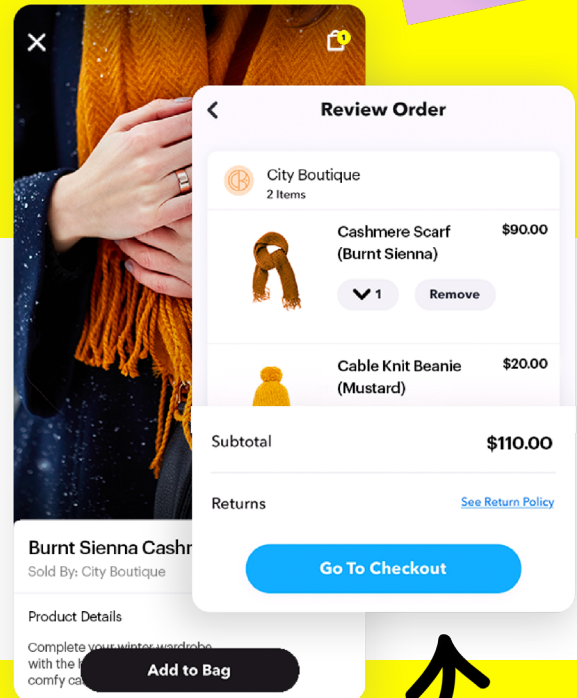 1
Review Order
City Boutique
2 Items
Cashmere Scarf
(Burnt Sienna)
$90.00
1
Remove
Cable Knit Beanie
(Mustard)
$20.00
Subtotal
$110.00
Returns
See Return Policy
Go To Checkout
Burnt Sienna
Sold By: City Boutique
Product Details
Complete your winter wardrobe
with the
comfy
Add to Bag